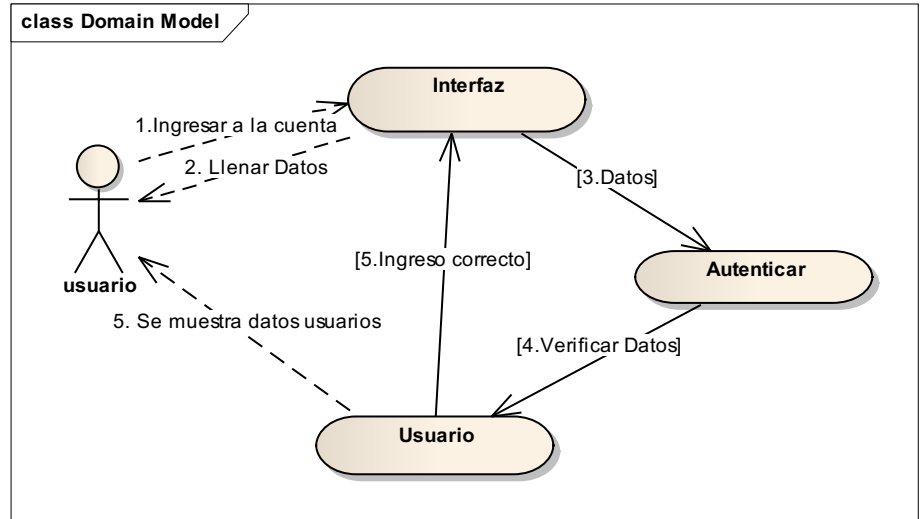 class Domain Model
Interfaz
1.Ingresar a la cuenta
2. Llenar Datos
[3.Datos]
usuario
[5.Ingreso correcto]
Autenticar
5. Se muestra datos usuarios
[4.Verificar Datos]
Usuario